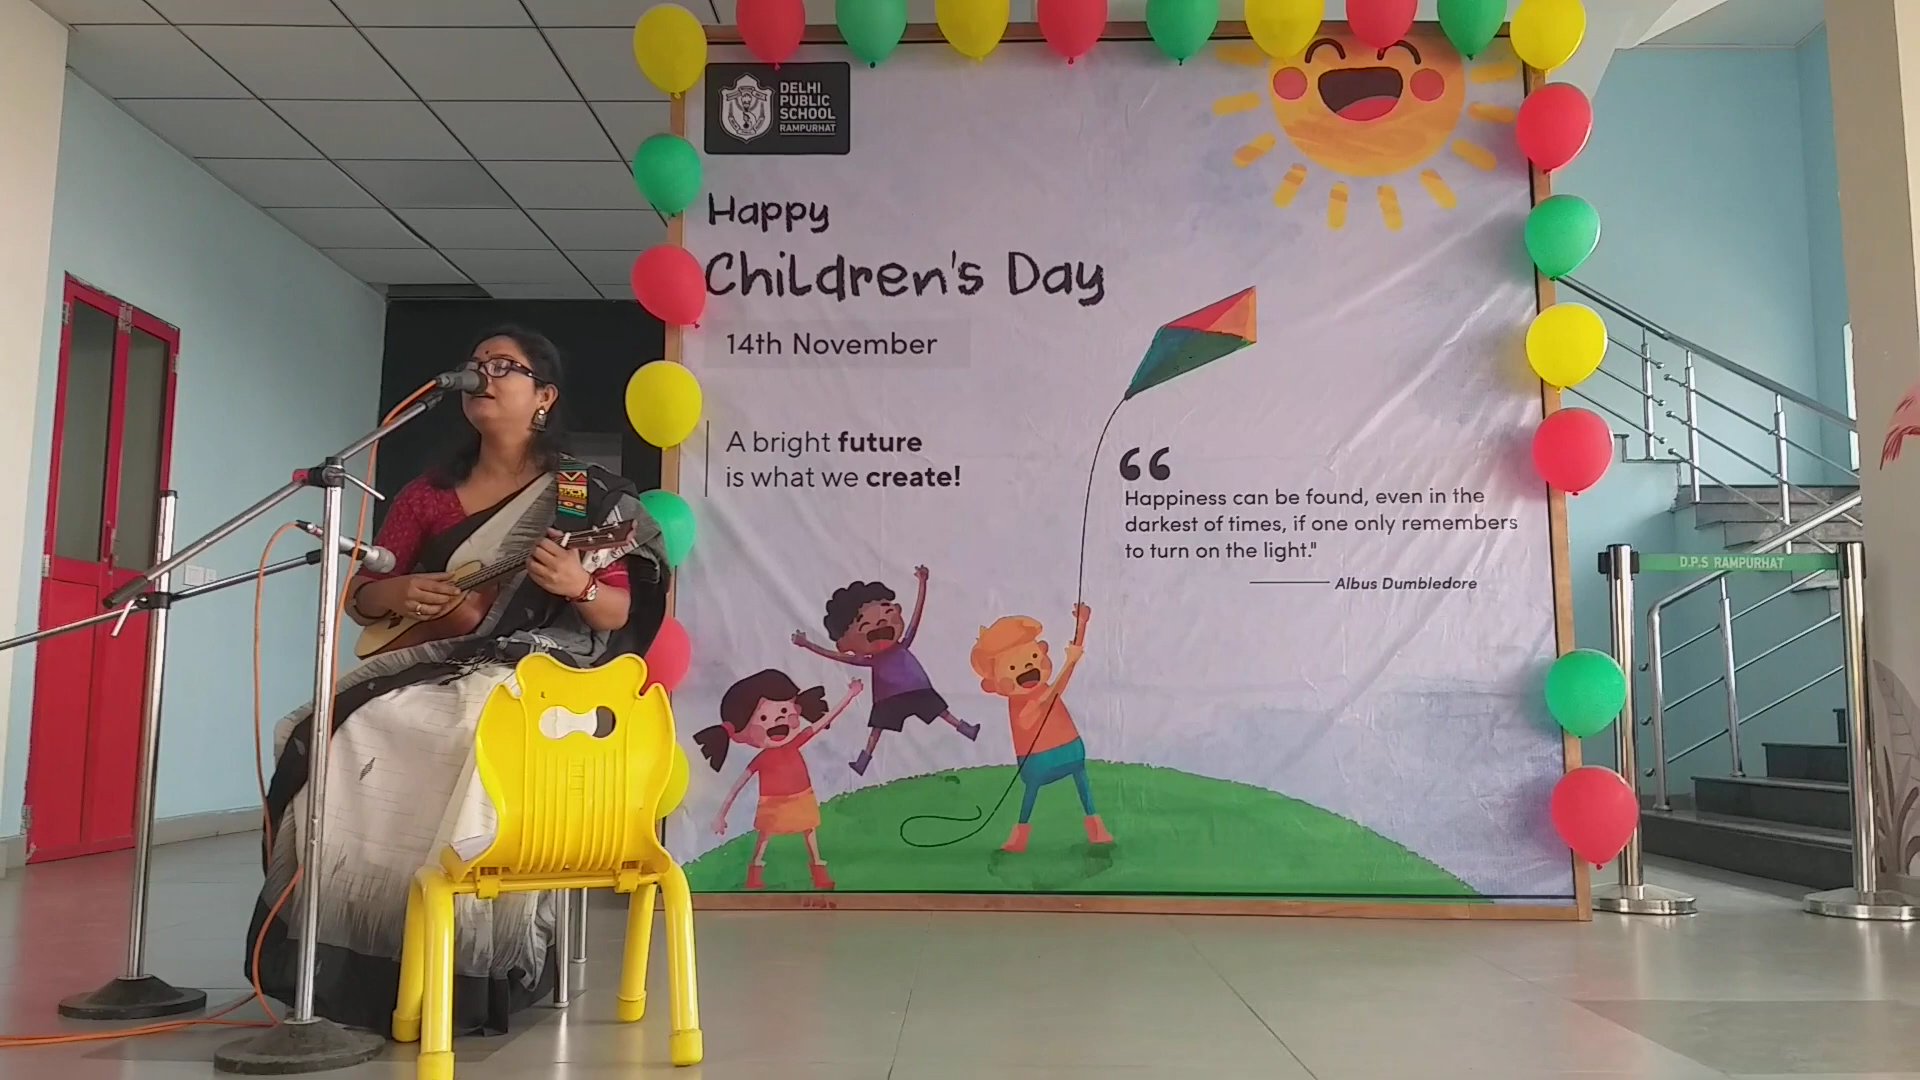 DELHI
PUBLIC
SCHOOL
RAMPURHAT
Happy
Children's Day
14th November
A bright future
is what we create!
“
Happiness can be found, even in the
darkest of times, if one only remembers
to turn on the light."
Albus Dumbledore
D.P.S RAMPURHAT